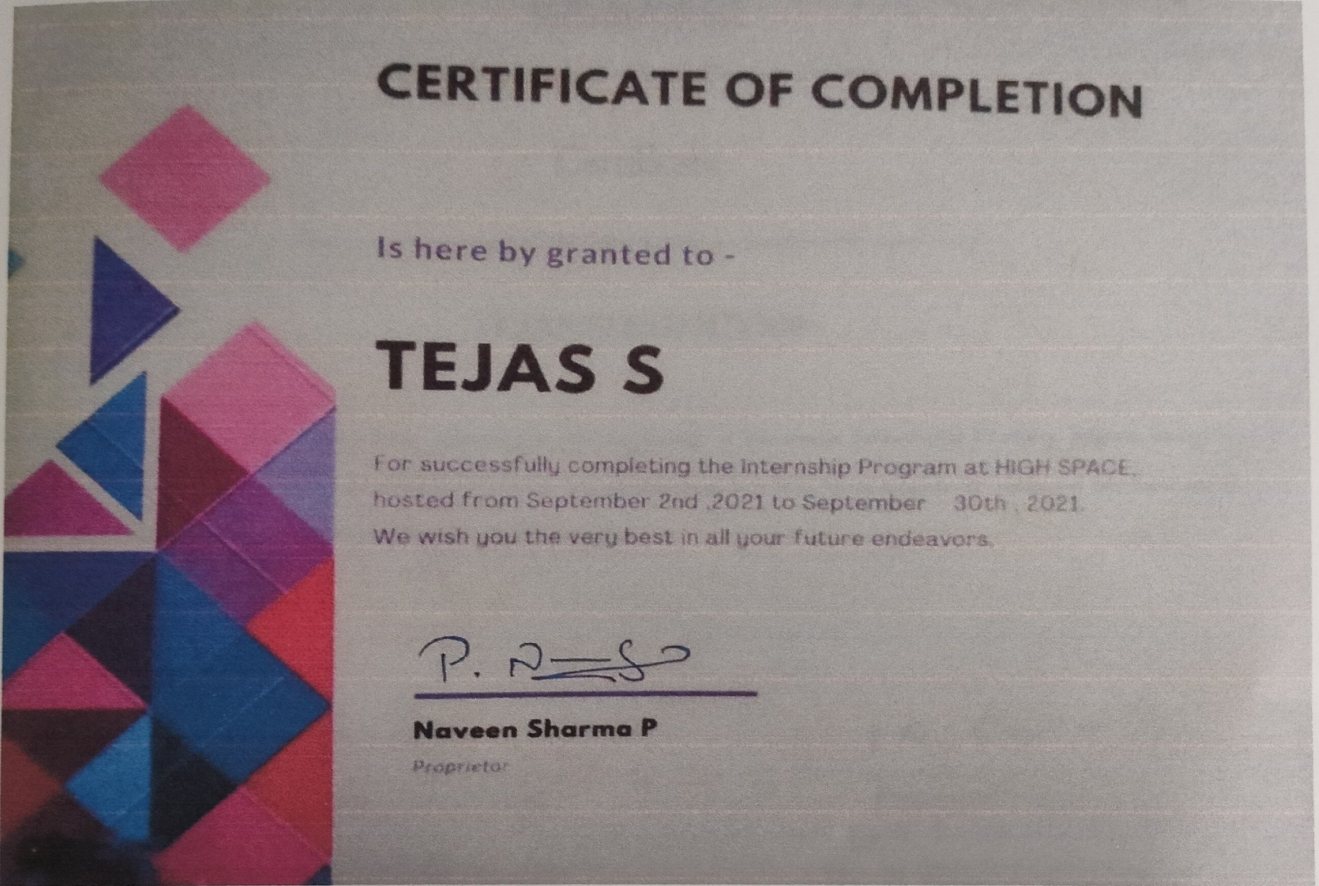 CERTIFICATE OF COMPLETION
Is here by granted to -
TEJAS S
For successfully completing the Internship Program at HIGH SPACE,
hosted from September 2nd ,2021 to September 30th , 2021.
We wish you the very best in all your future endeavors.
P.
Naveen Sharma P
Proprietor